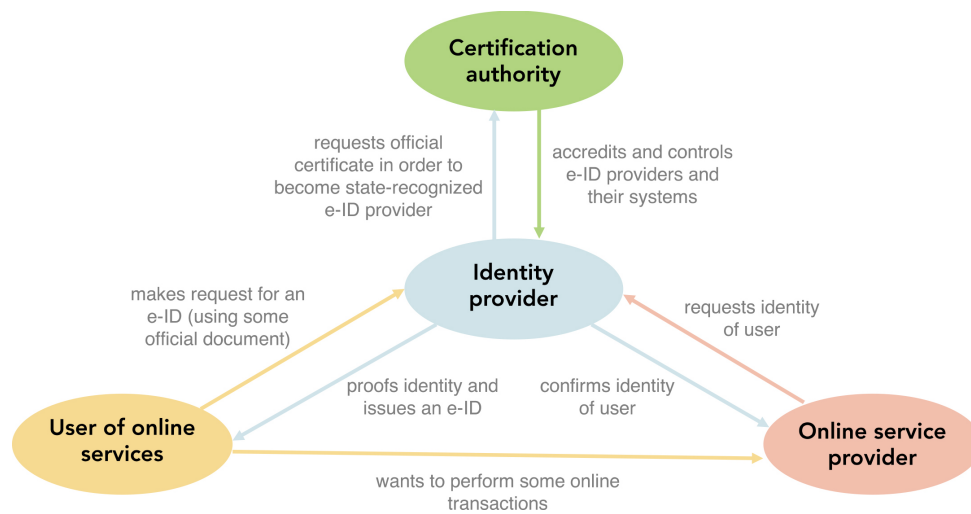 Certification
authority
requests official
certificate in order to
become state-recognized
e-ID provider
accredits and controls
e-ID providers and
their systems
Identity
provider
makes request for an
e-ID (using some
official document)
requests identity
of user
proofs identity and
issues an e-ID
confirms identity
of user
User of online
services
Online service
provider
wants to perform some online
transactions